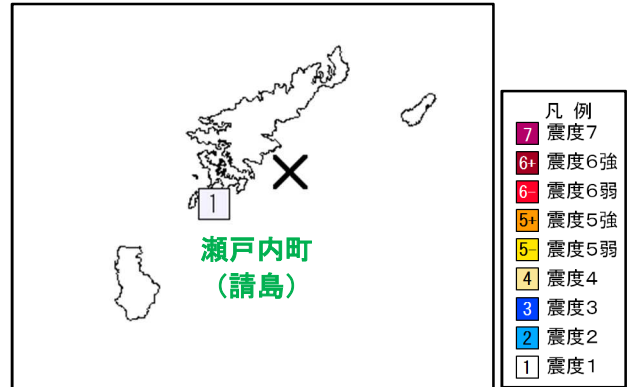 1
瀬戸内町
（請島）
凡 例
7 震度7
6+ 震度6強
6- 震度6弱
5+ 震度5強
5- 震度5弱
4 震度4
3 震度3
2 震度2
1 震度1